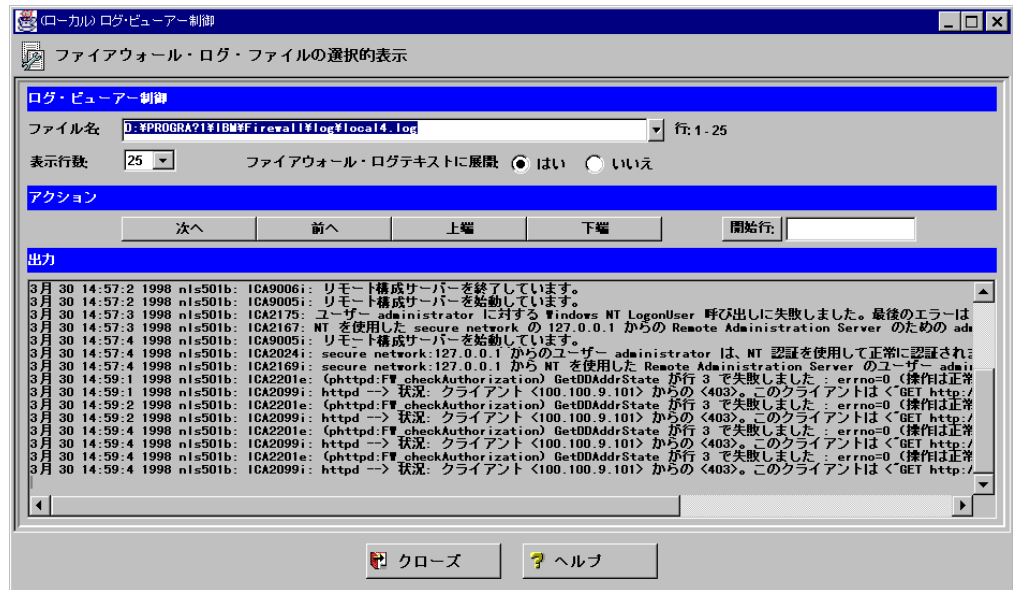 (ローカル) ログ・ビューアー制御
ファイアウォール・ログ・ファイルの選択的表示
ログ・ビューアー制御
ファイル名: D:¥PROGRA?1¥IBM¥Firewall¥log¥local4.log 行: 1 - 25
表示行数: 25 ファイアウォール・ログテキストに展開: はい いいえ
アクション
次へ 前へ 上端 下端 開始行:
出力
3月 30 14:57:2 1998 nls501b: ICA9006i: リモート構成サーバーを終了しています。
3月 30 14:57:2 1998 nls501b: ICA9005i: リモート構成サーバーを始動しています。
3月 30 14:57:3 1998 nls501b: ICA2175: ユーザー administrator に対する Windows NT LogonUser 呼び出しに失敗しました。最後のエラーは
3月 30 14:57:3 1998 nls501b: ICA2167: NT を使用した secure network の 127.0.0.1 からの Remote Administration Server のための adm
3月 30 14:57:4 1998 nls501b: ICA9005i: リモート構成サーバーを始動しています。
3月 30 14:57:4 1998 nls501b: ICA2024i: secure network:127.0.0.1 からのユーザー administrator は、NT 認証を使用して正常に認証されま
3月 30 14:57:4 1998 nls501b: ICA2169i: secure network:127.0.0.1 から NT を使用した Remote Administration Server のユーザー admin
3月 30 14:59:1 1998 nls501b: ICA2201e: (phttpd:FW_checkAuthorization) GetDDAddrState が行 3 で失敗しました : errno=0 (操作は正常
3月 30 14:59:1 1998 nls501b: ICA2099i: httpd --> 状況: クライアント <100.100.9.101> からの <403>。このクライアントは <"GET http:/
3月 30 14:59:2 1998 nls501b: ICA2201e: (phttpd:FW_checkAuthorization) GetDDAddrState が行 3 で失敗しました : errno=0 (操作は正常
3月 30 14:59:2 1998 nls501b: ICA2099i: httpd --> 状況: クライアント <100.100.9.101> からの <403>。このクライアントは <"GET http:/
3月 30 14:59:4 1998 nls501b: ICA2201e: (phttpd:FW_checkAuthorization) GetDDAddrState が行 3 で失敗しました : errno=0 (操作は正常
3月 30 14:59:4 1998 nls501b: ICA2099i: httpd --> 状況: クライアント <100.100.9.101> からの <403>。このクライアントは <"GET http:/
3月 30 14:59:4 1998 nls501b: ICA2201e: (phttpd:FW_checkAuthorization) GetDDAddrState が行 3 で失敗しました : errno=0 (操作は正常
3月 30 14:59:4 1998 nls501b: ICA2099i: httpd --> 状況: クライアント <100.100.9.101> からの <403>。このクライアントは <"GET http:/
クローズ ヘルプ